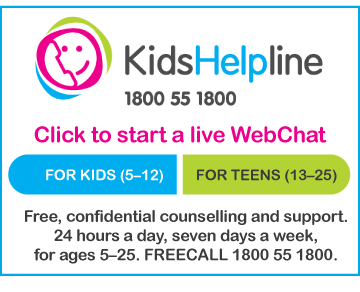 KidsHelpline
1800 55 1800
Click to start a live WebChat
FOR KIDS (5–12) FOR TEENS (13–25)
Free, confidential counselling and support.
24 hours a day, seven days a week,
for ages 5–25. FREECALL 1800 55 1800.